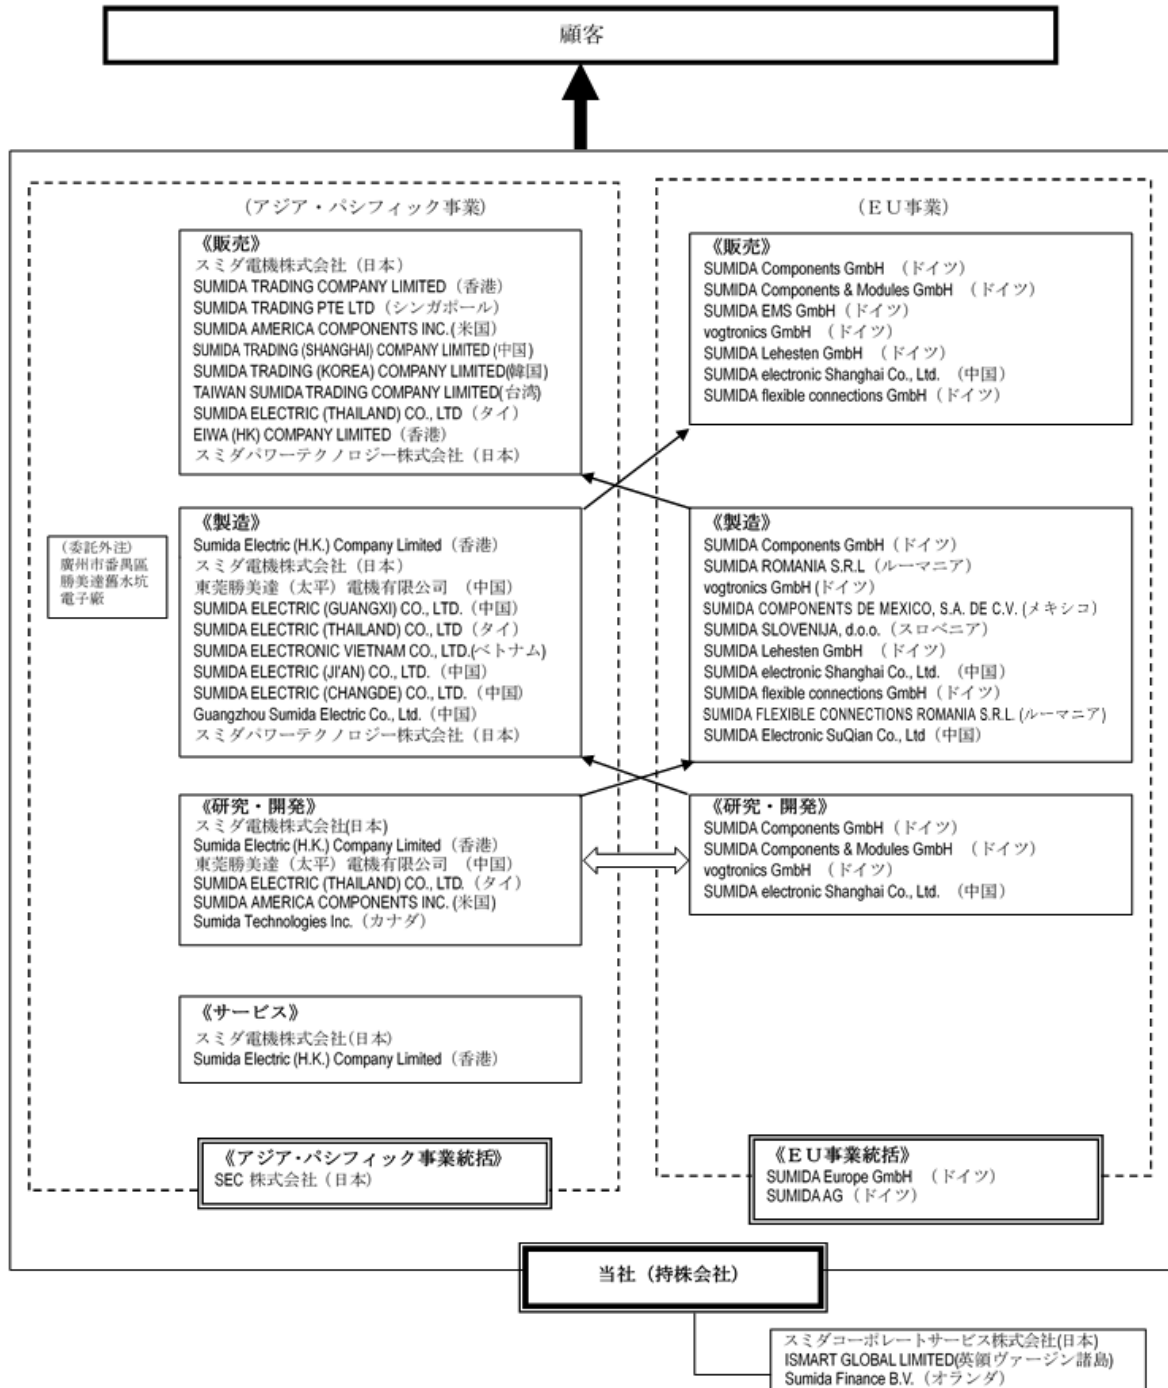 顧客
(アジア・パシフィック事業)
《販売》
スミダ電機株式会社（日本）
SUMIDA TRADING COMPANY LIMITED（香港）
SUMIDA TRADING PTE LTD（シンガポール）
SUMIDA AMERICA COMPONENTS INC.(米国)
SUMIDA TRADING (SHANGHAI) COMPANY LIMITED (中国)
SUMIDA TRADING (KOREA) COMPANY LIMITED(韓国)
TAIWAN SUMIDA TRADING COMPANY LIMITED(台湾)
SUMIDA ELECTRIC (THAILAND) CO., LTD（タイ）
EIWA (HK) COMPANY LIMITED（香港）
スミダパワーテクノロジー株式会社（日本）
（委託外注）
廣州市番禺區
勝美達舊水坑
電子廠
《製造》
Sumida Electric (H.K.) Company Limited（香港）
スミダ電機株式会社（日本）
東莞勝美達（太平）電機有限公司 （中国）
SUMIDA ELECTRIC (GUANGXI) CO., LTD.（中国）
SUMIDA ELECTRIC (THAILAND) CO., LTD（タイ）
SUMIDA ELECTRONIC VIETNAM CO., LTD.(ベトナム)
SUMIDA ELECTRIC (JI'AN) CO., LTD.（中国）
SUMIDA ELECTRIC (CHANGDE) CO., LTD.（中国）
Guangzhou Sumida Electric Co., Ltd.（中国）
スミダパワーテクノロジー株式会社（日本）
《研究・開発》
スミダ電機株式会社(日本)
Sumida Electric (H.K.) Company Limited（香港）
東莞勝美達（太平）電機有限公司 （中国）
SUMIDA ELECTRIC (THAILAND) CO., LTD.（タイ）
SUMIDA AMERICA COMPONENTS INC. (米国)
Sumida Technologies Inc.（カナダ）
《サービス》
スミダ電機株式会社(日本)
Sumida Electric (H.K.) Company Limited（香港）
《アジア・パシフィック事業統括》
SEC 株式会社（日本）
（ＥＵ事業）
《販売》
SUMIDA Components GmbH （ドイツ）
SUMIDA Components & Modules GmbH （ドイツ）
SUMIDA EMS GmbH（ドイツ）
vogtronics GmbH （ドイツ）
SUMIDA Lehesten GmbH （ドイツ）
SUMIDA electronic Shanghai Co., Ltd. （中国）
SUMIDA flexible connections GmbH（ドイツ）
《製造》
SUMIDA Components GmbH（ドイツ）
SUMIDA ROMANIA S.R.L（ルーマニア）
vogtronics GmbH (ドイツ)
SUMIDA COMPONENTS DE MEXICO, S.A. DE C.V. (メキシコ)
SUMIDA SLOVENIJA, d.o.o.（スロベニア）
SUMIDA Lehesten GmbH （ドイツ）
SUMIDA electronic Shanghai Co., Ltd. （中国）
SUMIDA flexible connections GmbH（ドイツ）
SUMIDA FLEXIBLE CONNECTIONS ROMANIA S.R.L. (ルーマニア)
SUMIDA Electronic SuQian Co., Ltd（中国）
《研究・開発》
SUMIDA Components GmbH（ドイツ）
SUMIDA Components & Modules GmbH （ドイツ）
vogtronics GmbH （ドイツ）
SUMIDA electronic Shanghai Co., Ltd. （中国）
《ＥＵ事業統括》
SUMIDA Europe GmbH （ドイツ）
SUMIDA AG（ドイツ）
当社（持株会社）
スミダコーポレートサービス株式会社(日本)
ISMART GLOBAL LIMITED(英領ヴァージン諸島)
Sumida Finance B.V.（オランダ）